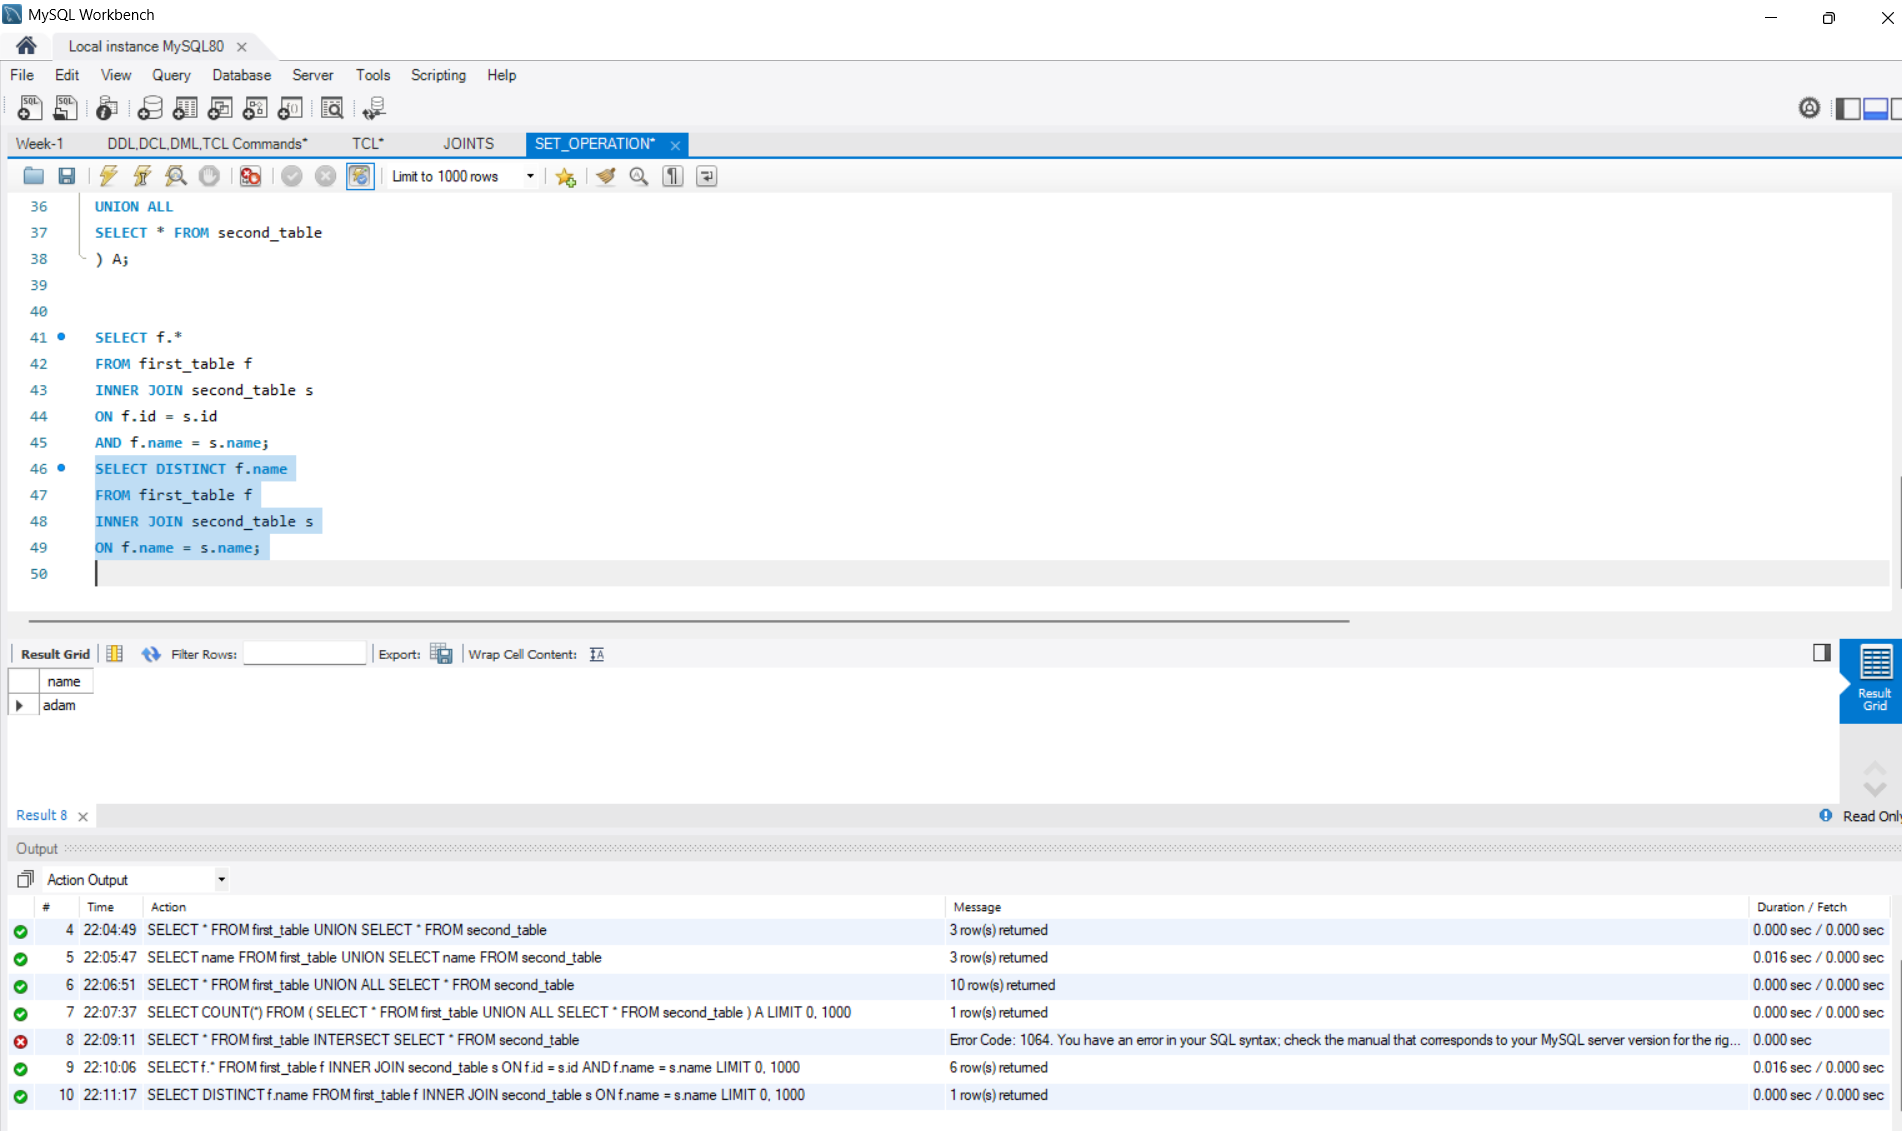 MySQL Workbench
Local instance MySQL80
File Edit View Query Database Server Tools Scripting Help
Week-1 DDL,DCL,DML,TCL Commands* TCL* JOINTS SET_OPERATION*
Limit to 1000 rows
36 UNION ALL
37 SELECT * FROM second_table
38 ) A;
39
40
41 SELECT f.*
42 FROM first_table f
43 INNER JOIN second_table s
44 ON f.id = s.id
45 AND f.name = s.name;
46 SELECT DISTINCT f.name
47 FROM first_table f
48 INNER JOIN second_table s
49 ON f.name = s.name;
50
Result Grid Filter Rows: Export: Wrap Cell Content:
name
adam
Result
Grid
Result 8 Read Only
Output
Action Output
# Time Action Message Duration / Fetch
4 22:04:49 SELECT * FROM first_table UNION SELECT * FROM second_table 3 row(s) returned 0.000 sec / 0.000 sec
5 22:05:47 SELECT name FROM first_table UNION SELECT name FROM second_table 3 row(s) returned 0.016 sec / 0.000 sec
6 22:06:51 SELECT * FROM first_table UNION ALL SELECT * FROM second_table 10 row(s) returned 0.000 sec / 0.000 sec
7 22:07:37 SELECT COUNT(*) FROM ( SELECT * FROM first_table UNION ALL SELECT * FROM second_table ) A LIMIT 0, 1000 1 row(s) returned 0.000 sec / 0.000 sec
8 22:09:11 SELECT * FROM first_table INTERSECT SELECT * FROM second_table Error Code: 1064. You have an error in your SQL syntax; check the manual that corresponds to your MySQL server version for the rig... 0.000 sec
9 22:10:06 SELECT f.* FROM first_table f INNER JOIN second_table s ON f.id = s.id AND f.name = s.name LIMIT 0, 1000 6 row(s) returned 0.016 sec / 0.000 sec
10 22:11:17 SELECT DISTINCT f.name FROM first_table f INNER JOIN second_table s ON f.name = s.name LIMIT 0, 1000 1 row(s) returned 0.000 sec / 0.000 sec